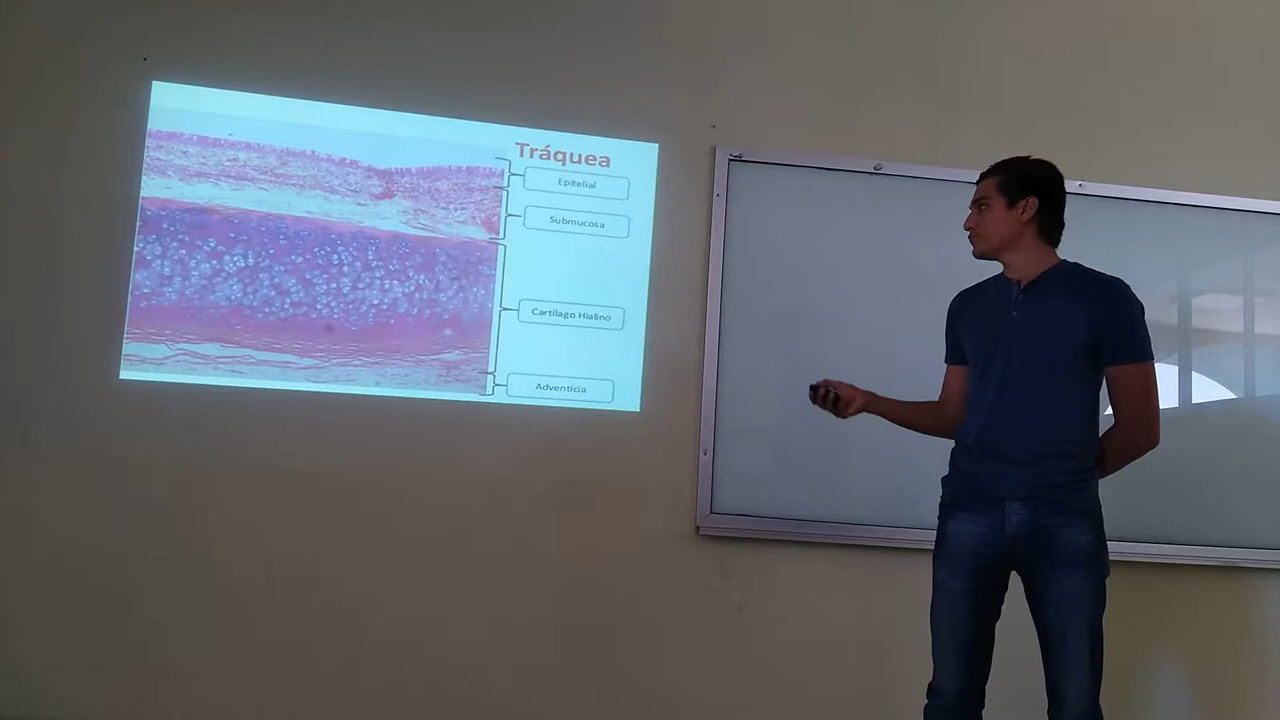 Tráquea
Epitelial
Submucosa
Cartílago Hialino
Adventicia